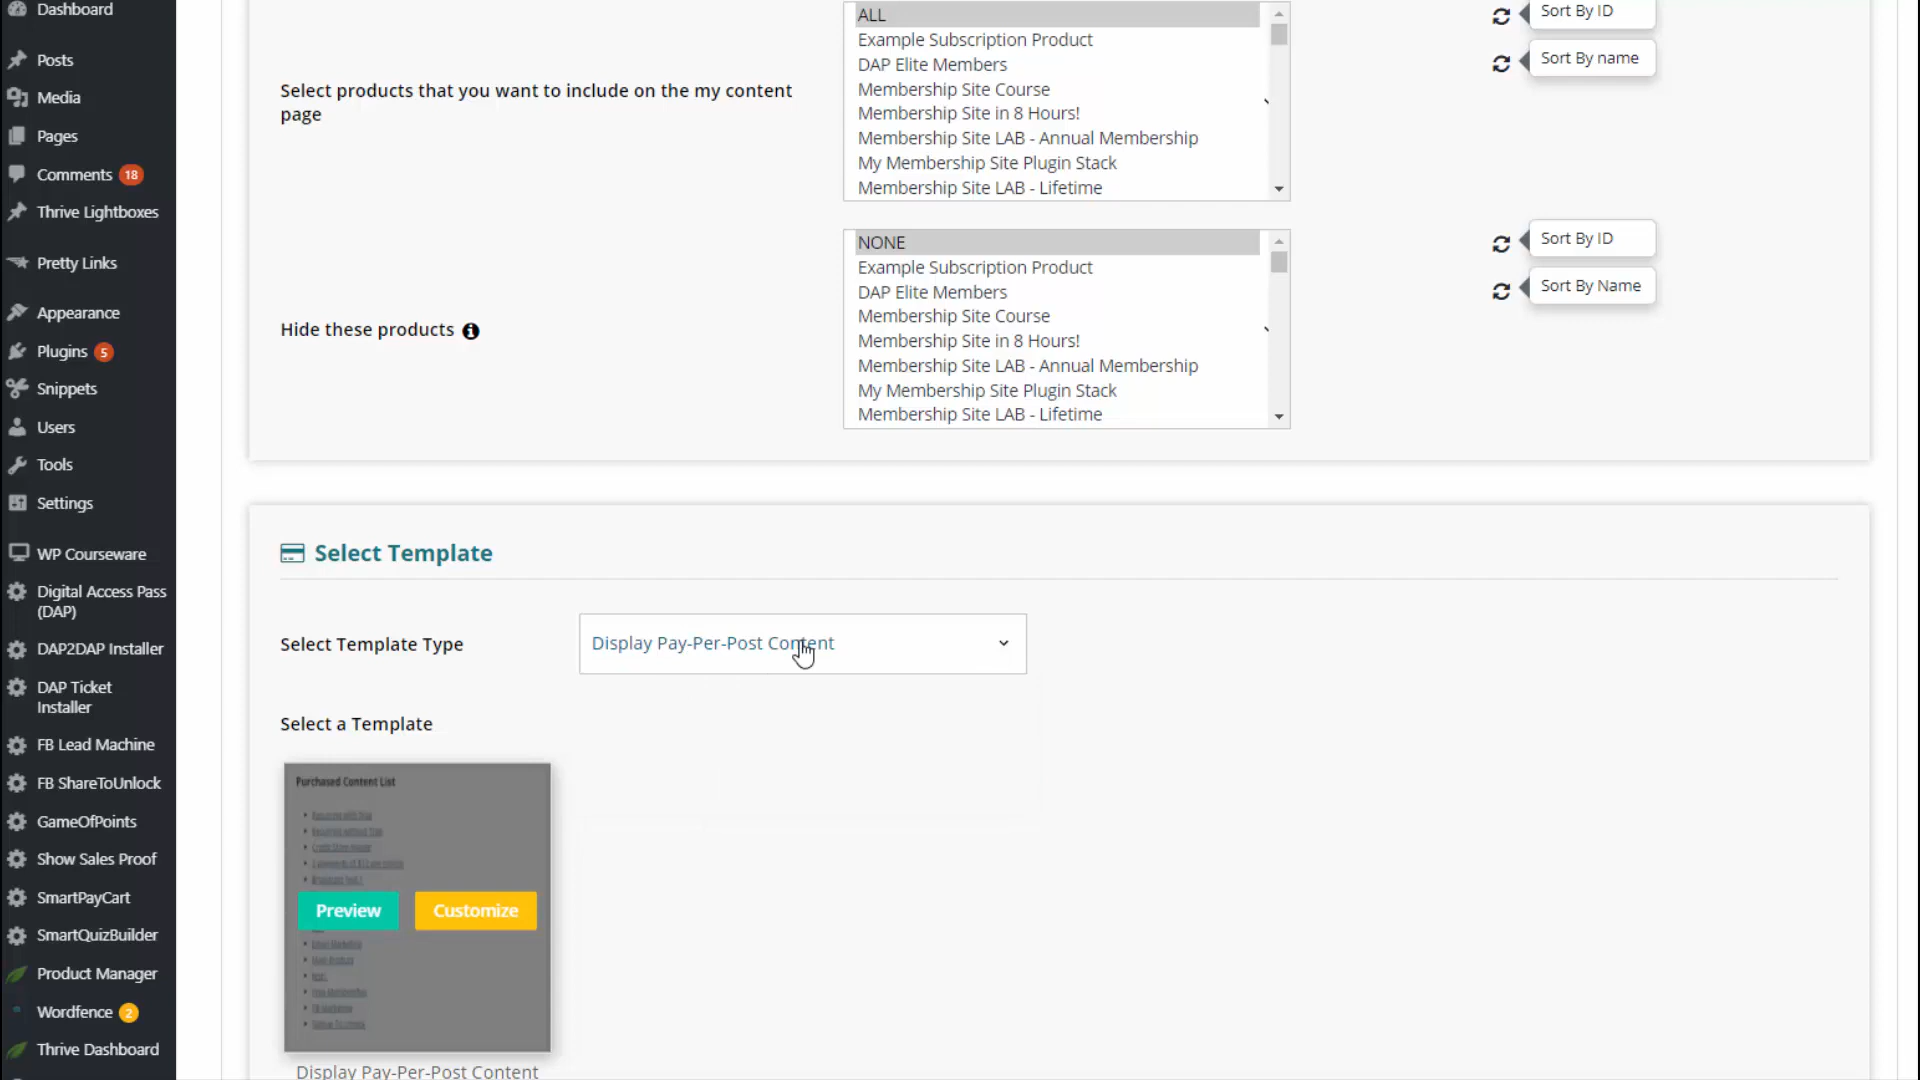 Dashboard
Posts
Media
Pages
Comments 18
Thrive Lightboxes
Pretty Links
Appearance
Plugins 5
Snippets
Users
Tools
Settings
WP Courseware
Digital Access Pass
(DAP)
DAP2DAP Installer
DAP Ticket
Installer
FB Lead Machine
FB ShareToUnlock
GameOfPoints
Show Sales Proof
SmartPayCart
SmartQuizBuilder
Product Manager
Wordfence 2
Thrive Dashboard
Select products that you want to include on the my content
page
ALL
Example Subscription Product
DAP Elite Members
Membership Site Course
Membership Site in 8 Hours!
Membership Site LAB - Annual Membership
My Membership Site Plugin Stack
Membership Site LAB - Lifetime
Sort By ID
Sort By name
Hide these products
NONE
Example Subscription Product
DAP Elite Members
Membership Site Course
Membership Site in 8 Hours!
Membership Site LAB - Annual Membership
My Membership Site Plugin Stack
Membership Site LAB - Lifetime
Sort By ID
Sort By Name
Select Template
Select Template Type
Display Pay-Per-Post Content
Select a Template
Purchased Content List
Preview
Customize
Display Pay-Per-Post Content